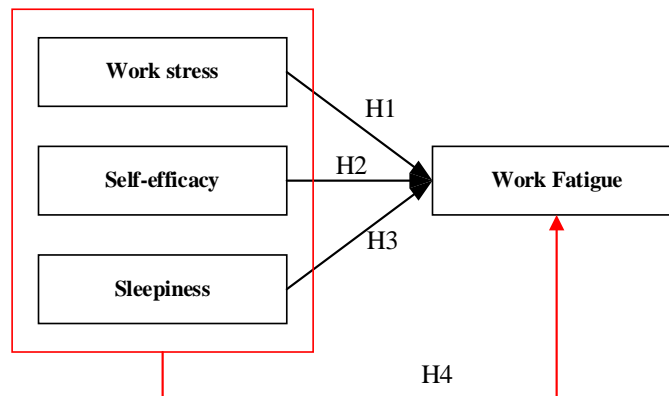 Work stress
H1
Self-efficacy
H2
Work Fatigue
H3
Sleepiness
H4